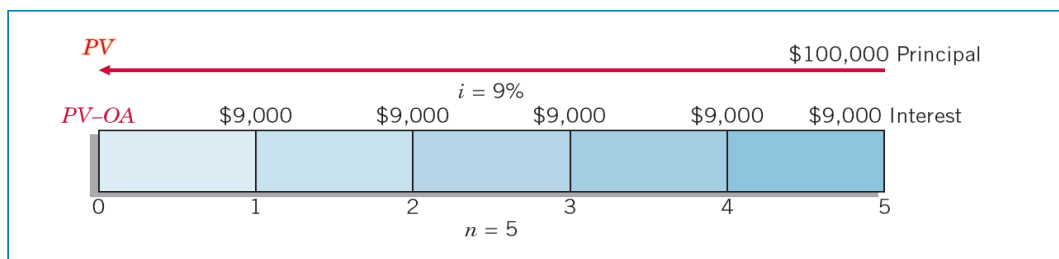 PV
$100,000 Principal
i = 9%
PV–OA $9,000 $9,000 $9,000 $9,000 $9,000 Interest
0 1 2 3 4 5
n = 5